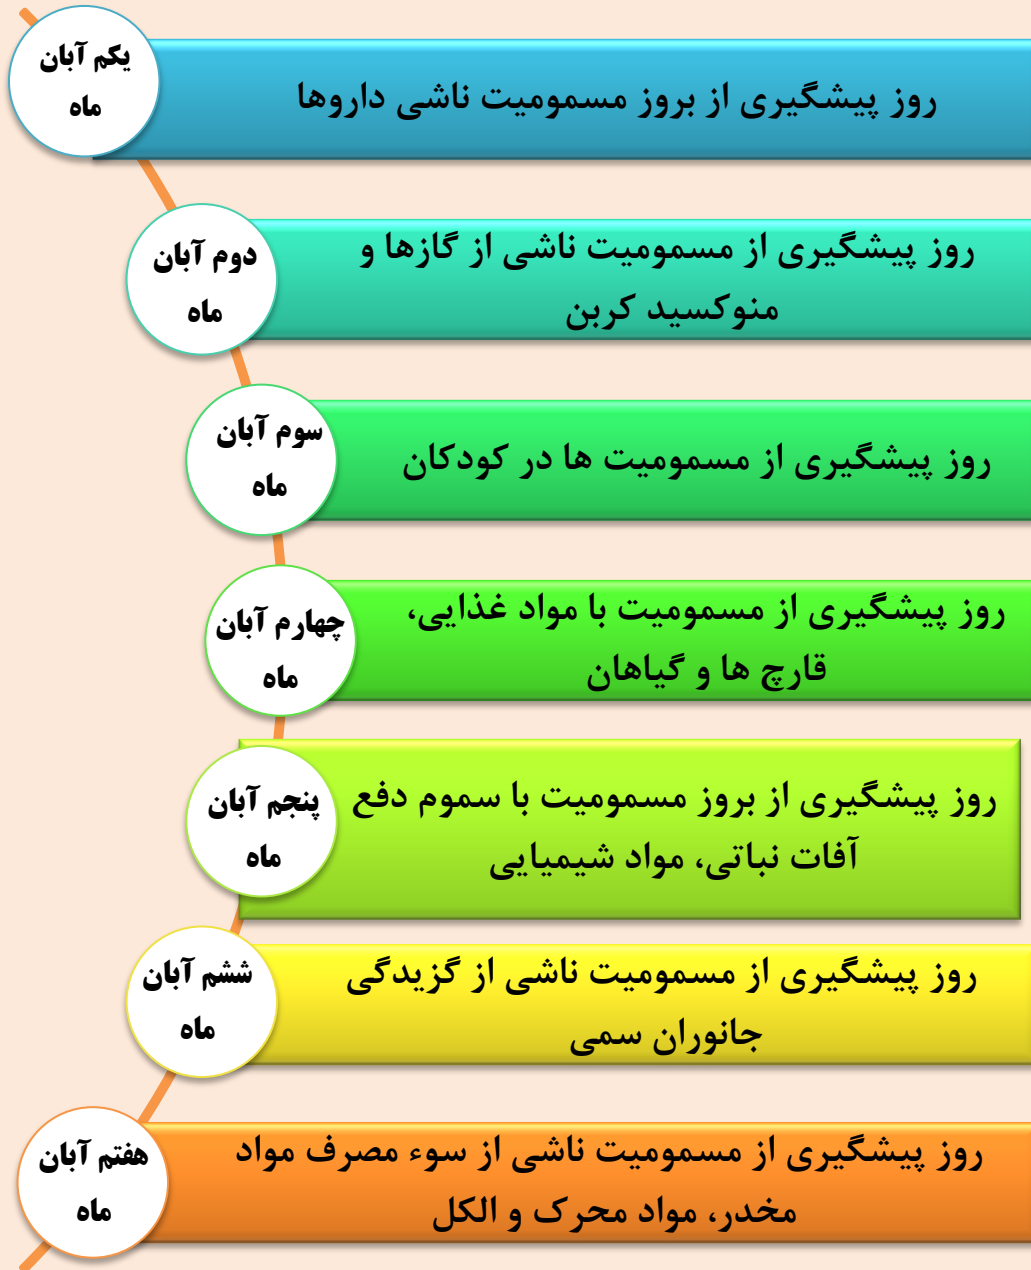 یکم آبان
ماه
روز پیشگیری از بروز مسمومیت ناشی داروها
دوم آبان
ماه
روز پیشگیری از مسمومیت ناشی از گازها و
منوکسید کربن
سوم آبان
ماه
روز پیشگیری از مسمومیت ها در کودکان
چهارم آبان
ماه
روز پیشگیری از مسمومیت با مواد غذایی،
قارچ ها و گیاهان
پنجم آبان
ماه
روز پیشگیری از بروز مسمومیت با سموم دفع
آفات نباتی، مواد شیمیایی
ششم آبان
ماه
روز پیشگیری از مسمومیت ناشی از گزیدگی
جانوران سمی
هفتم آبان
ماه
روز پیشگیری از مسمومیت ناشی از سوء مصرف مواد
مخدر، مواد محرک و الکل